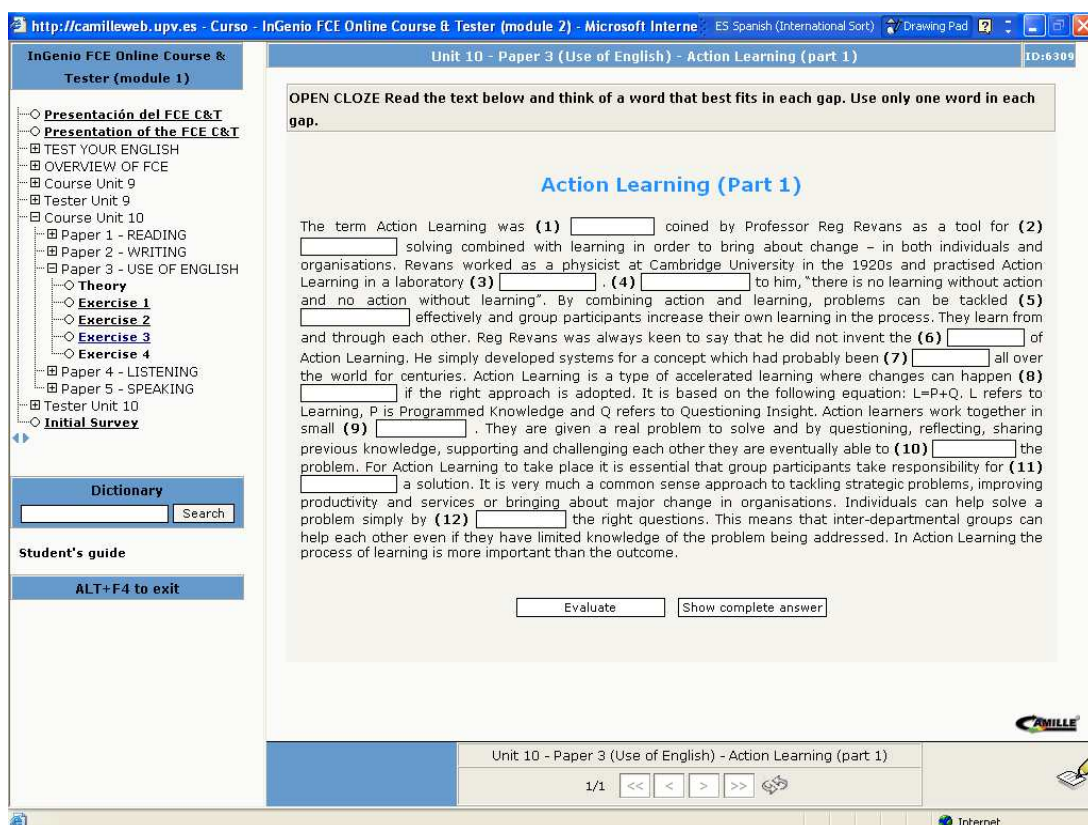 http://camilleweb.upv.es - Curso - InGenio FCE Online Course & Tester (module 2) - Microsoft Interne
ES Spanish (International Sort)
Drawing Pad
InGenio FCE Online Course &
Tester (module 1)
Presentación del FCE C&T
Presentation of the FCE C&T
TEST YOUR ENGLISH
OVERVIEW OF FCE
Course Unit 9
Tester Unit 9
Course Unit 10
Paper 1 - READING
Paper 2 - WRITING
Paper 3 - USE OF ENGLISH
Theory
Exercise 1
Exercise 2
Exercise 3
Exercise 4
Paper 4 - LISTENING
Paper 5 - SPEAKING
Tester Unit 10
Initial Survey
Dictionary
Search
Student's guide
ALT+F4 to exit
Unit 10 - Paper 3 (Use of English) - Action Learning (part 1)
ID:6309
OPEN CLOZE Read the text below and think of a word that best fits in each gap. Use only one word in each
gap.
Action Learning (Part 1)
The term Action Learning was (1) coined by Professor Reg Revans as a tool for (2)
solving combined with learning in order to bring about change – in both individuals and
organisations. Revans worked as a physicist at Cambridge University in the 1920s and practised Action
Learning in a laboratory (3) . (4) to him, "there is no learning without action
and no action without learning". By combining action and learning, problems can be tackled (5)
effectively and group participants increase their own learning in the process. They learn from
and through each other. Reg Revans was always keen to say that he did not invent the (6) of
Action Learning. He simply developed systems for a concept which had probably been (7) all over
the world for centuries. Action Learning is a type of accelerated learning where changes can happen (8)
if the right approach is adopted. It is based on the following equation: L=P+Q. L refers to
Learning, P is Programmed Knowledge and Q refers to Questioning Insight. Action learners work together in
small (9) . They are given a real problem to solve and by questioning, reflecting, sharing
previous knowledge, supporting and challenging each other they are eventually able to (10) the
problem. For Action Learning to take place it is essential that group participants take responsibility for (11)
a solution. It is very much a common sense approach to tackling strategic problems, improving
productivity and services or bringing about major change in organisations. Individuals can help solve a
problem simply by (12) the right questions. This means that inter-departmental groups can
help each other even if they have limited knowledge of the problem being addressed. In Action Learning the
process of learning is more important than the outcome.
Evaluate
Show complete answer
CAMILLE
Unit 10 - Paper 3 (Use of English) - Action Learning (part 1)
1/1 << < > >>
Internet